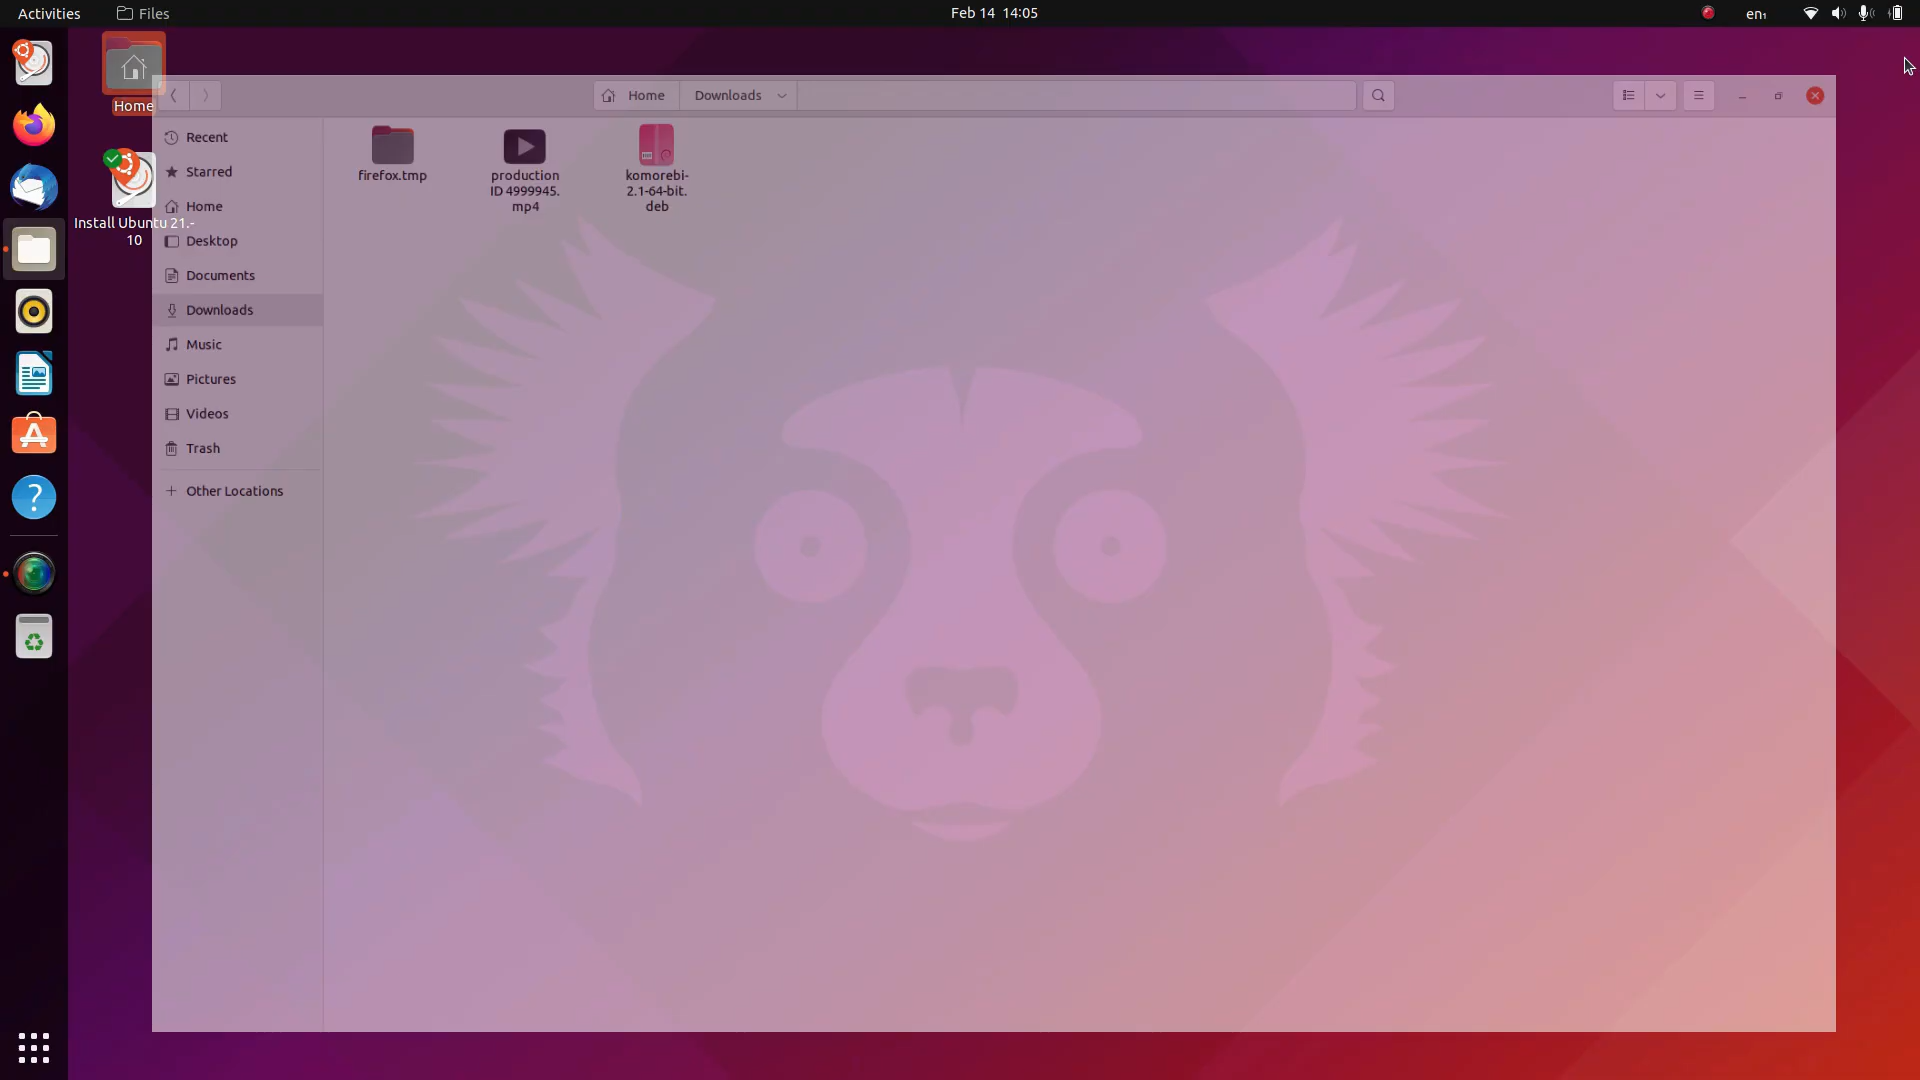 Activities
Files
Feb 14 14:05
en₁
Home
Install Ubuntu 21.-
10
Home
Downloads
Recent
Starred
Home
Desktop
Documents
Downloads
Music
Pictures
Videos
Trash
Other Locations
firefox.tmp
production
ID 4999945.
mp4
komorebi-
2.1-64-bit.
deb